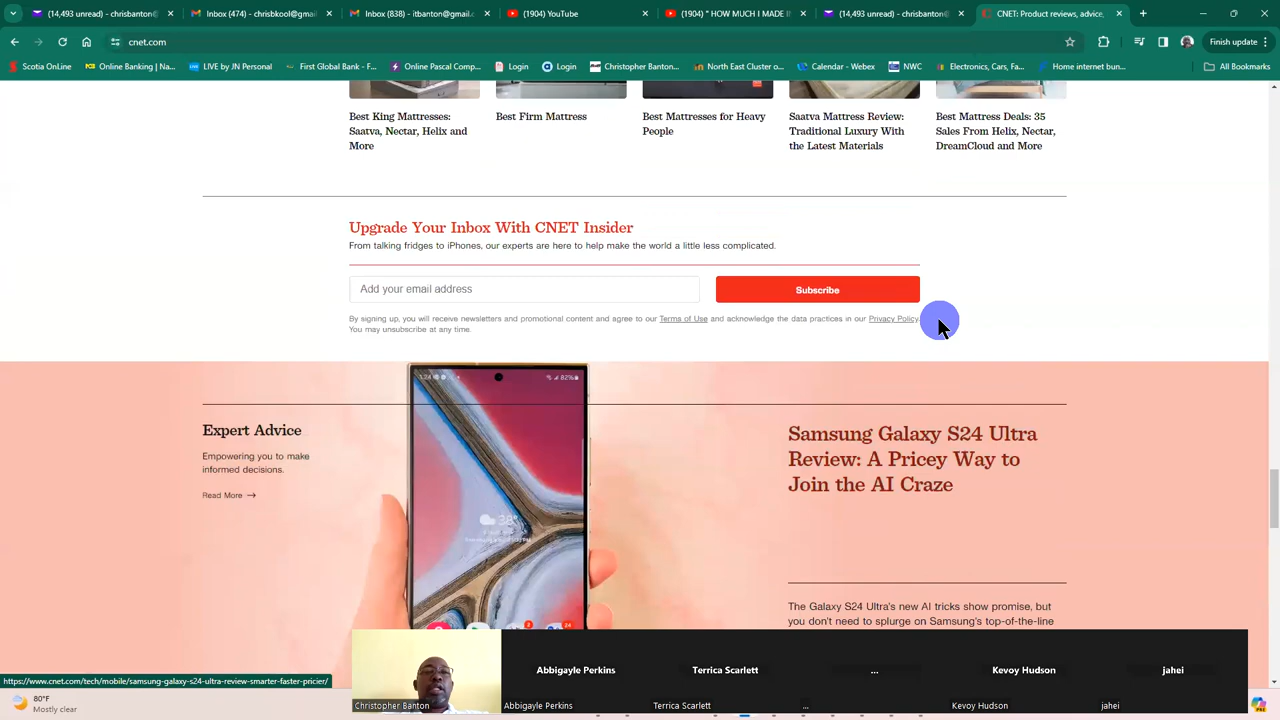 (14,493 unread) - chrisbanton@
Inbox (474) - chrisbkool@gmail.
Inbox (838) - itbanton@gmail.c
(1904) YouTube
(1904) " HOW MUCH I MADE I
(14,493 unread) - chrisbanton@
CNET: Product reviews, advice,
cnet.com
Finish update
Scotia OnLine
Online Banking | Na...
LIVE by JN Personal
First Global Bank - F...
Online Pascal Comp...
Login
Login
Christopher Banton...
North East Cluster o...
Calendar - Webex
NWC
Electronics, Cars, Fa...
Home internet bun...
All Bookmarks
Best King Mattresses:
Saatva, Nectar, Helix and
More
Best Firm Mattress
Best Mattresses for Heavy
People
Saatva Mattress Review:
Traditional Luxury With
the Latest Materials
Best Mattress Deals: 35
Sales From Helix, Nectar,
DreamCloud and More
Upgrade Your Inbox With CNET Insider
From talking fridges to iPhones, our experts are here to help make the world a little less complicated.
Add your email address
Subscribe
By signing up, you will receive newsletters and promotional content and agree to our Terms of Use and acknowledge the data practices in our Privacy Policy.
You may unsubscribe at any time.
1:24
82%
Expert Advice
Empowering you to make
informed decisions.
Read More →
38°
Samsung Galaxy S24 Ultra
Review: A Pricey Way to
Join the AI Craze
The Galaxy S24 Ultra's new AI tricks show promise, but
you don't need to splurge on Samsung's top-of-the-line
https://www.cnet.com/tech/mobile/samsung-galaxy-s24-ultra-review-smarter-faster-pricier/
Abbigayle Perkins
Terrica Scarlett
...
Kevoy Hudson
jahei
Christopher Banton
Abbigayle Perkins
Terrica Scarlett
...
Kevoy Hudson
jahei
80°F
Mostly clear